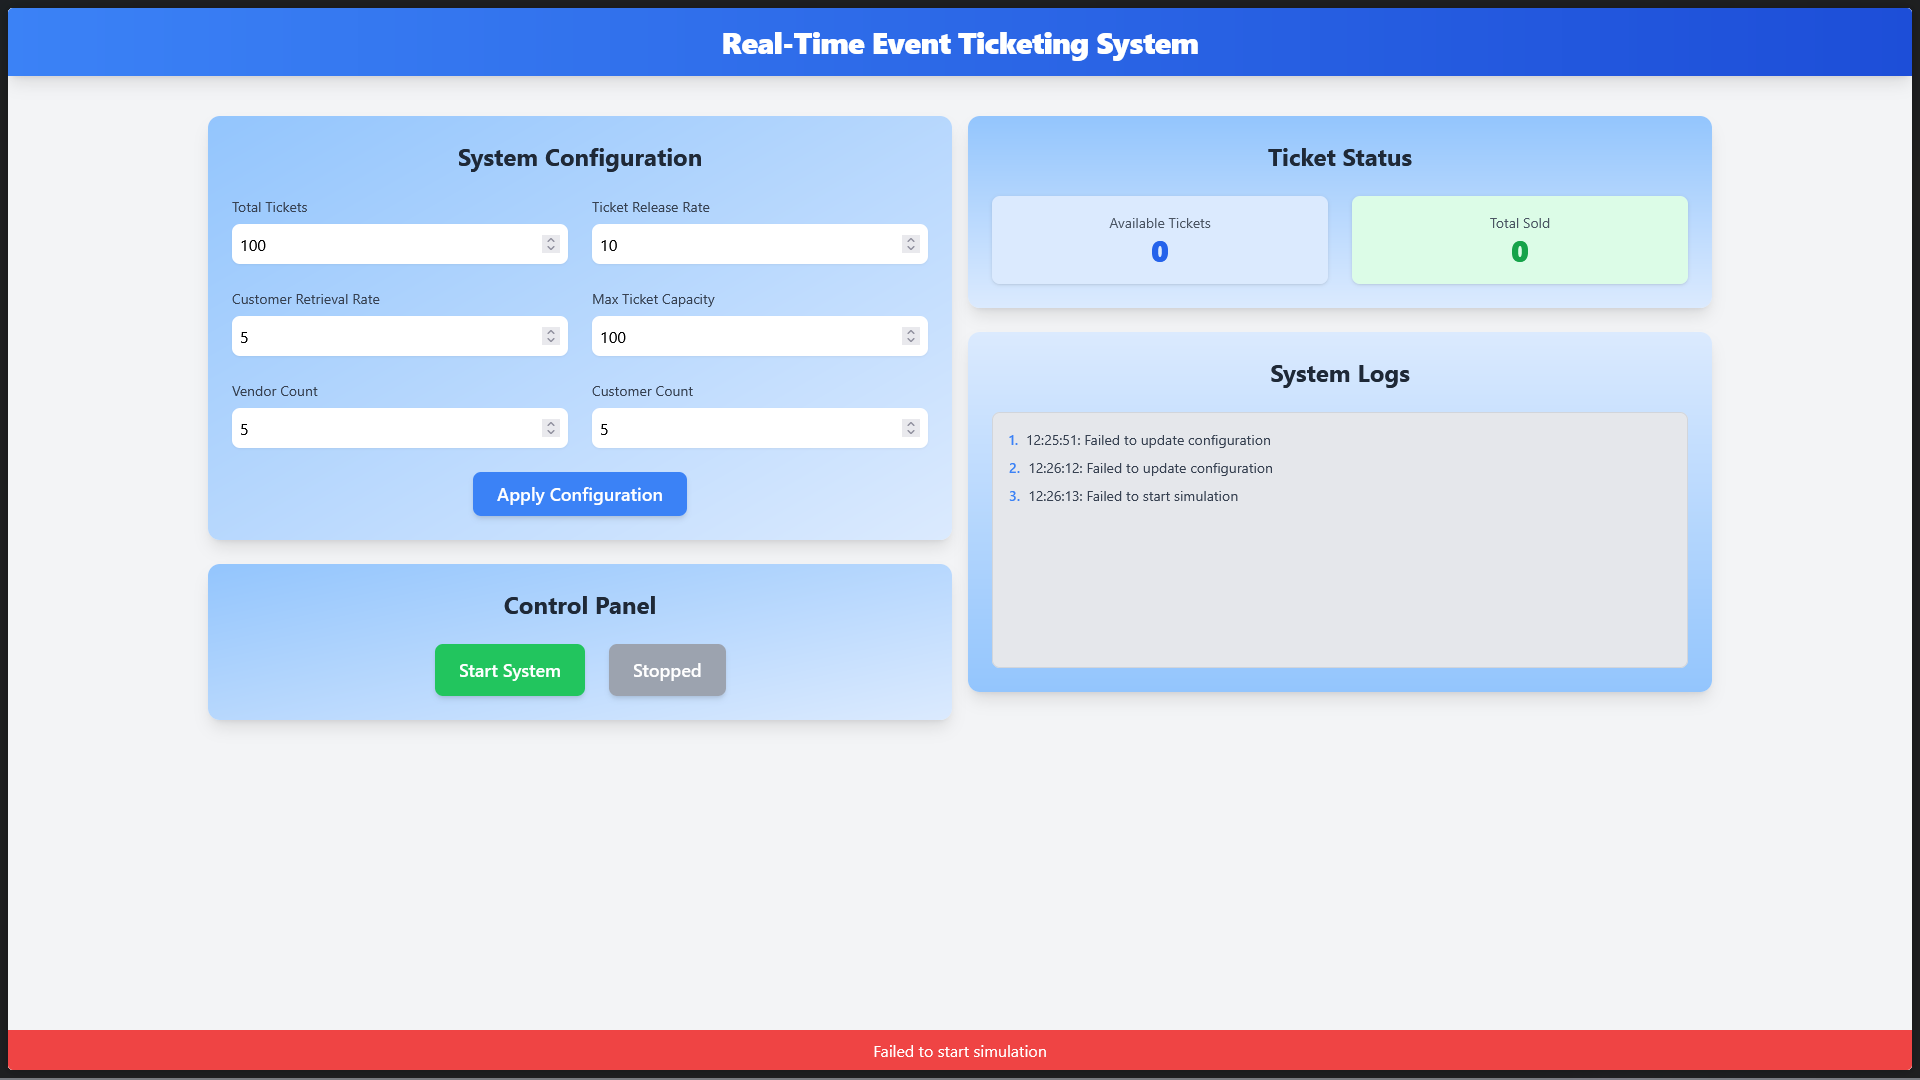 Real-Time Event Ticketing System
System Configuration
Total Tickets
Ticket Release Rate
100
10
Customer Retrieval Rate
Max Ticket Capacity
5
100
Vendor Count
Customer Count
5
5
Apply Configuration
Control Panel
Start System
Stopped
Ticket Status
Available Tickets
Total Sold
0
0
System Logs
1. 12:25:51: Failed to update configuration
2. 12:26:12: Failed to update configuration
3. 12:26:13: Failed to start simulation
Failed to start simulation